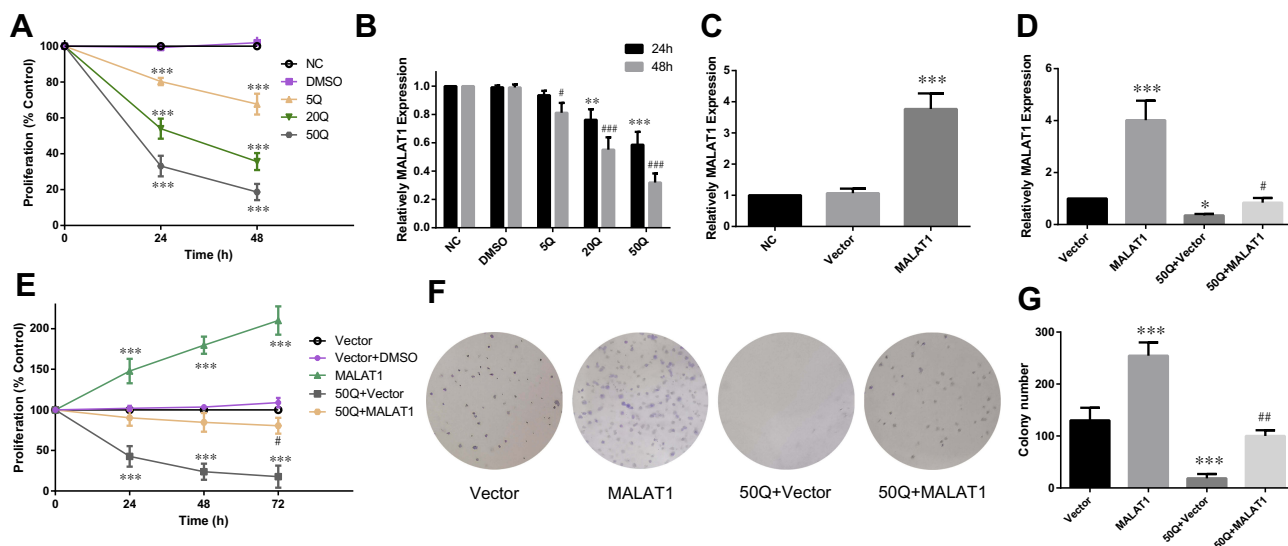 A
Proliferation (% Control)
100
80
60
40
20
0
0
24
48
Time (h)
NC
DMSO
5Q
20Q
50Q
***
***
***
***
***
***
B
Relatively MALAT1 Expression
1.0
0.8
0.6
0.4
0.2
0.0
24h
48h
#
**
###
***
###
NC
DMSO
5Q
20Q
50Q
C
Relatively MALAT1 Expression
5
4
3
2
1
0
***
NC
Vector
MALAT1
D
Relatively MALAT1 Expression
6
4
2
0
***
*
#
Vector
MALAT1
50Q+Vector
50Q+MALAT1
E
Proliferation (% Control)
200
150
100
50
0
0
24
48
72
Time (h)
Vector
Vector+DMSO
MALAT1
50Q+Vector
50Q+MALAT1
***
***
***
#
***
***
***
F
Vector
MALAT1
50Q+Vector
50Q+MALAT1
G
Colony number
300
200
100
0
***
***
##
Vector
MALAT1
50Q+Vector
50Q+MALAT1